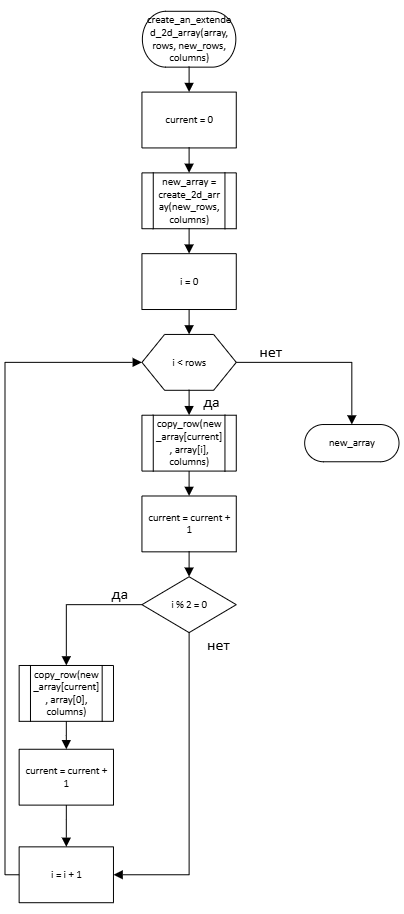 create_an_extende
d_2d_array(array,
rows, new_rows,
columns)
current = 0
new_array =
create_2d_arr
ay(new_rows,
columns)
i = 0
i < rows
нет
да
new_array
copy_row(new
_array[current]
, array[i],
columns)
current = current +
1
i % 2 = 0
да
нет
copy_row(new
_array[current]
, array[0],
columns)
current = current +
1
i = i + 1